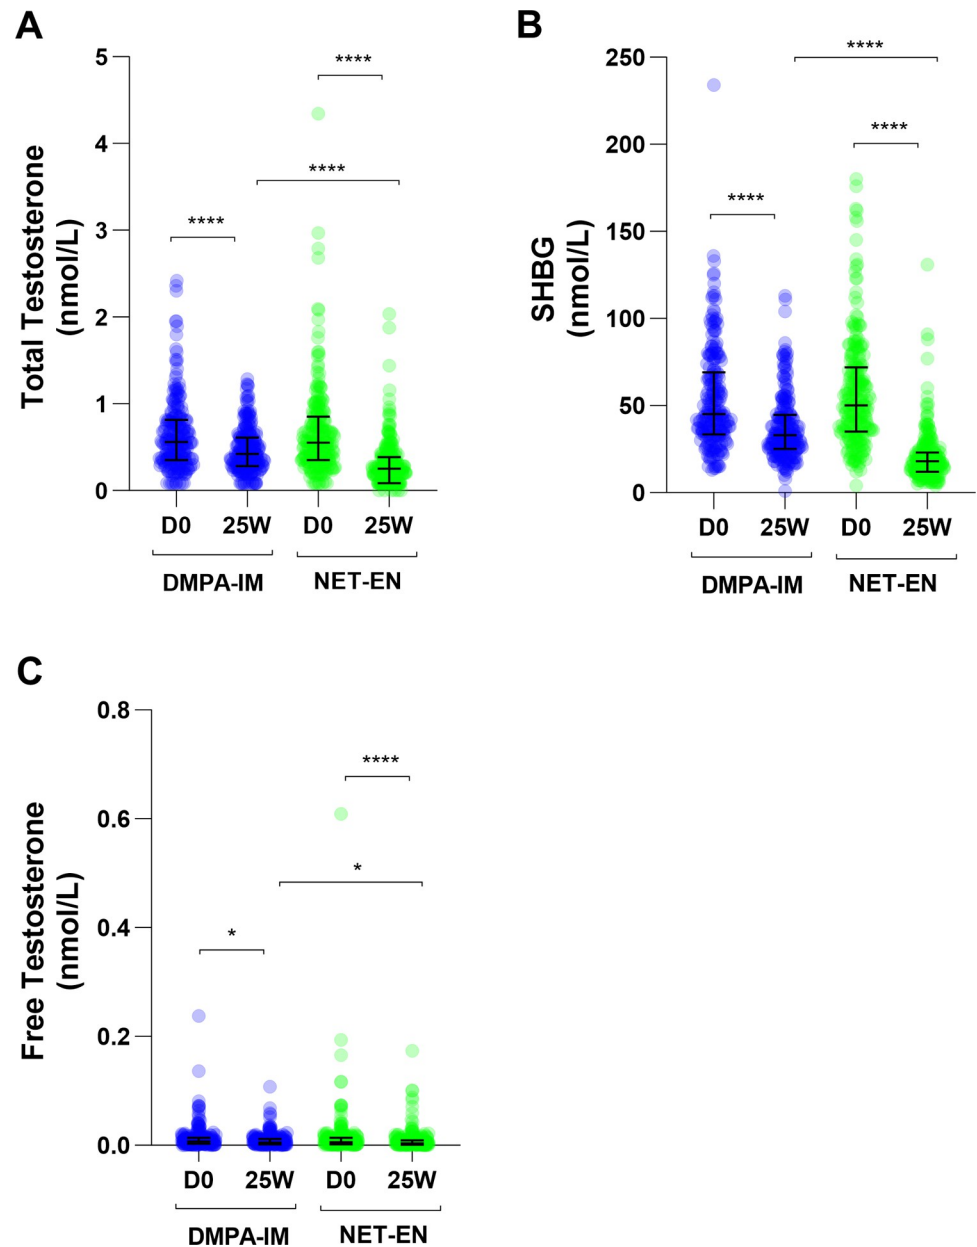 A
Total Testosterone
(nmol/L)
5
4
3
2
1
0
****
****
****
D0 25W D0 25W
DMPA-IM NET-EN
B
SHBG
(nmol/L)
250
200
150
100
50
0
****
****
****
D0 25W D0 25W
DMPA-IM NET-EN
C
Free Testosterone
(nmol/L)
0.8
0.6
0.4
0.2
0.0
****
*
*
D0 25W D0 25W
DMPA-IM NET-EN